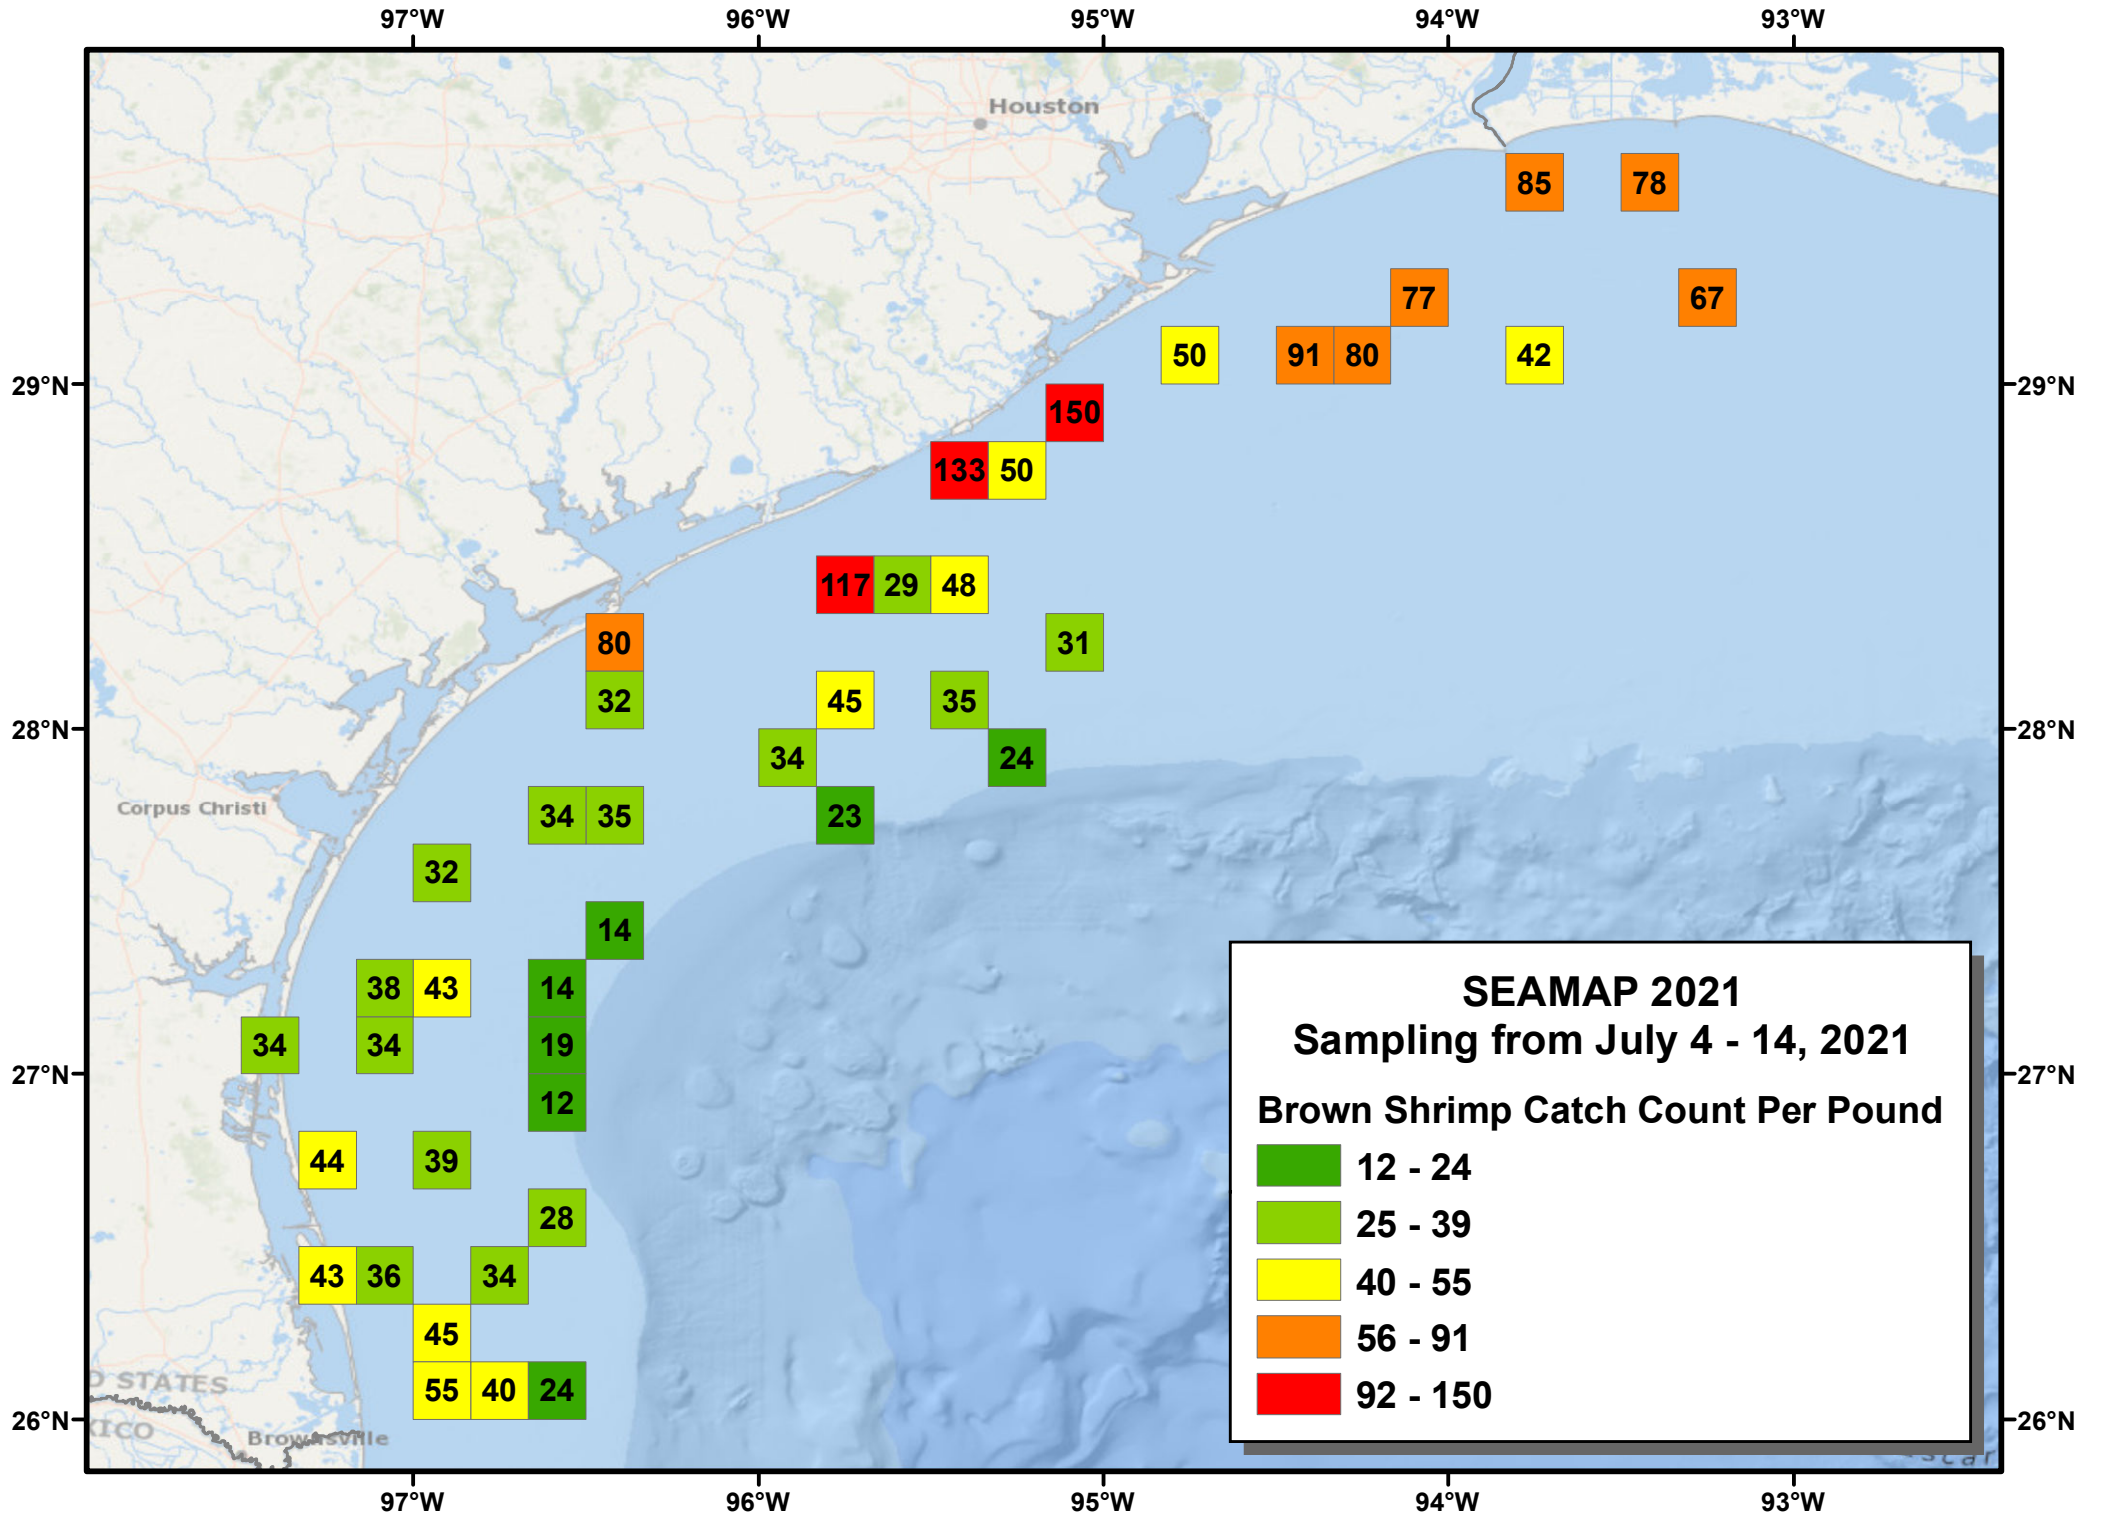 97°W 96°W 95°W 94°W 93°W
Houston
85 78
77 67
50 91 80 42
29°N 29°N
150
133 50
117 29 48
80 31
32 45 35
28°N 28°N
34 24
Corpus Christi
34 35 23
32
14
38 43 14
34 34 19
27°N 27°N
12
44 39
28
43 36 34
45
55 40 24
D STATES
26°N 26°N
XICO
Brownsville
SEAMAP 2021
Sampling from July 4 - 14, 2021
Brown Shrimp Catch Count Per Pound
12 - 24
25 - 39
40 - 55
56 - 91
92 - 150
97°W 96°W 95°W 94°W 93°W